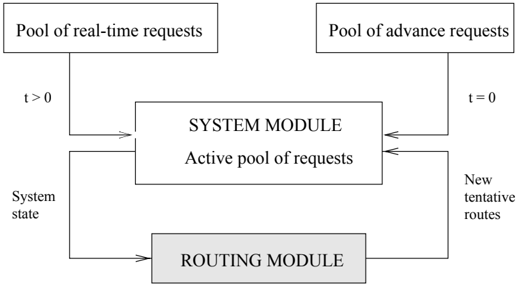 Pool of real-time requests
Pool of advance requests
t > 0
t = 0
SYSTEM MODULE
Active pool of requests
System
state
New
tentative
routes
ROUTING MODULE